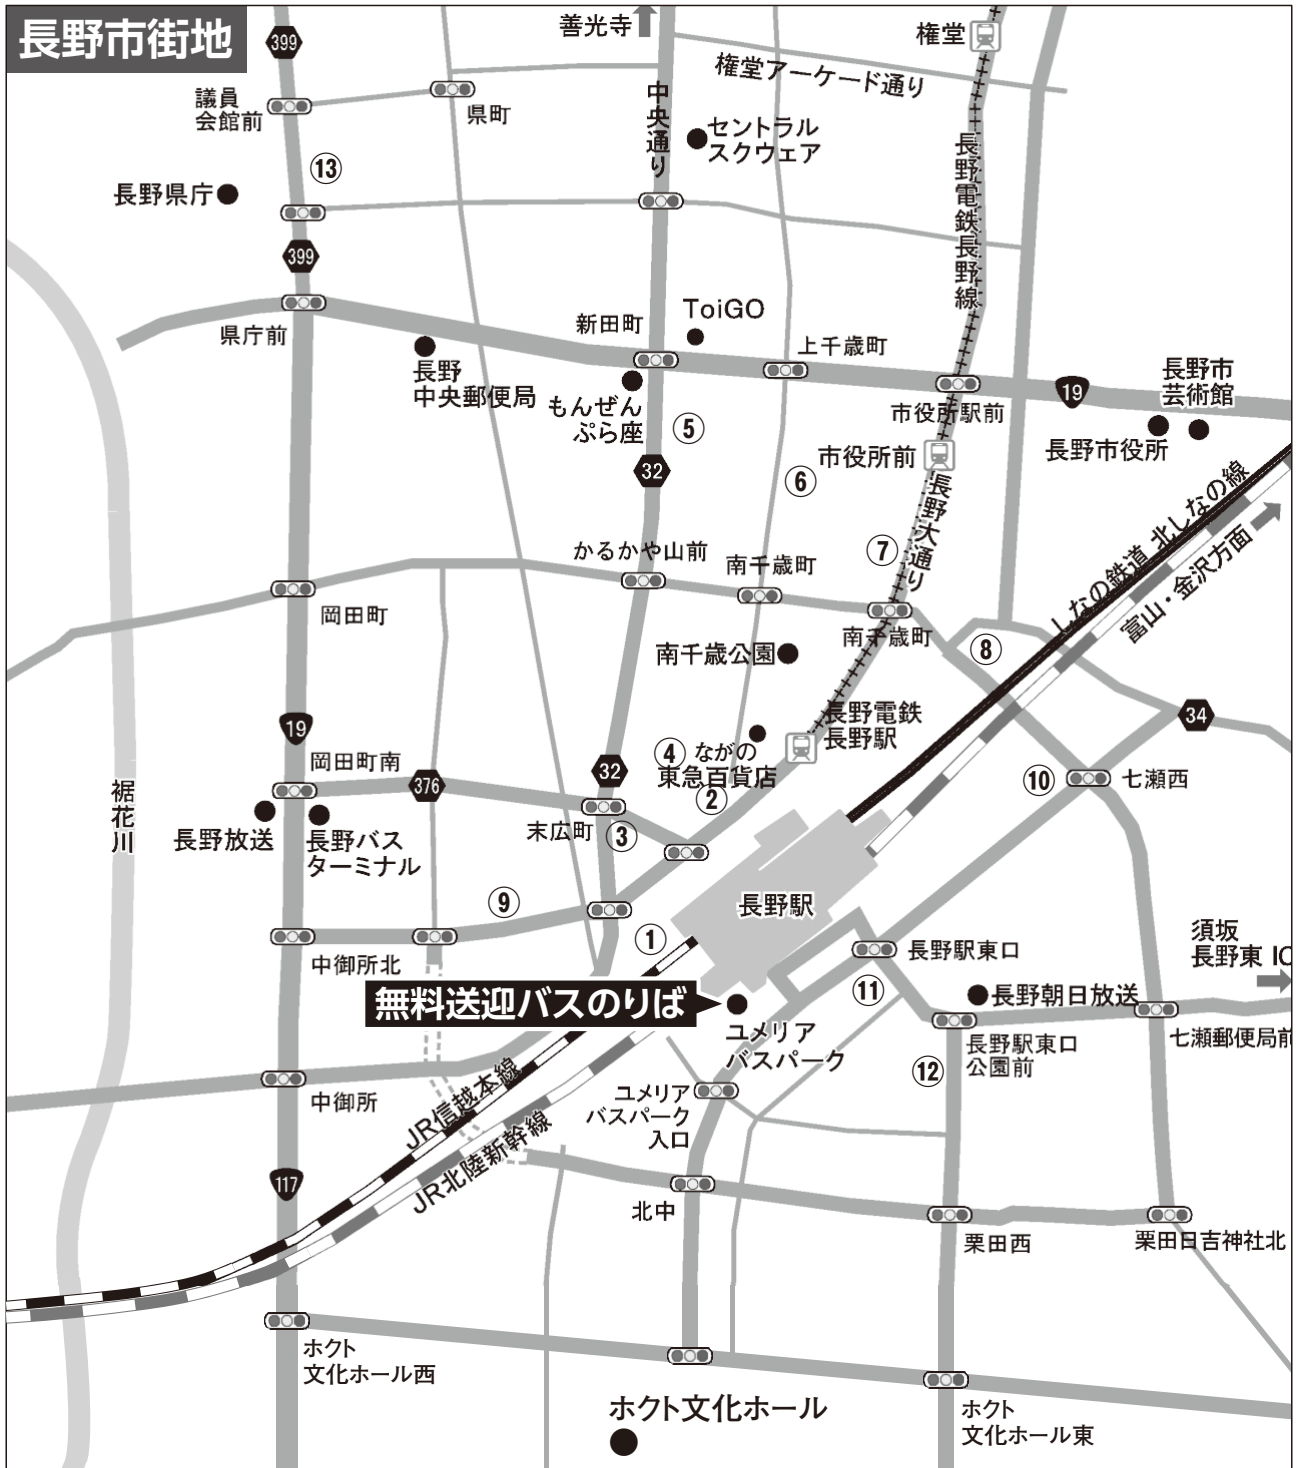 長野市街地
399
善光寺
権堂
権堂アーケード通り
議員
会館前
県町
中央通り
セントラル
スクウェア
長野電鉄長野線
⑬
長野県庁
399
ToiGO
新田町
県庁前
上千歳町
長野
中央郵便局
もんぜん
ぷら座
⑤
市役所駅前
19
長野市
芸術館
長野市役所
市役所前
32
⑥
長野大通り
しなの鉄道 北しなの線
富山・金沢方面
かるかや山前
南千歳町
⑦
岡田町
南千歳町
南千歳公園
⑧
長野電鉄
長野駅
34
19
岡田町南
④
ながの
東急百貨店
②
32
376
⑩
七瀬西
裾花川
長野放送
長野バス
ターミナル
末広町
③
⑨
長野駅
①
中御所北
長野駅東口
須坂
長野東 IC
無料送迎バスのりば
⑪
長野朝日放送
ユメリア
バスパーク
長野駅東口
公園前
七瀬郵便局前
⑫
中御所
JR信越本線
JR北陸新幹線
ユメリア
バスパーク
入口
117
北中
栗田西
栗田日吉神社北
ホクト
文化ホール西
ホクト文化ホール
ホクト
文化ホール東